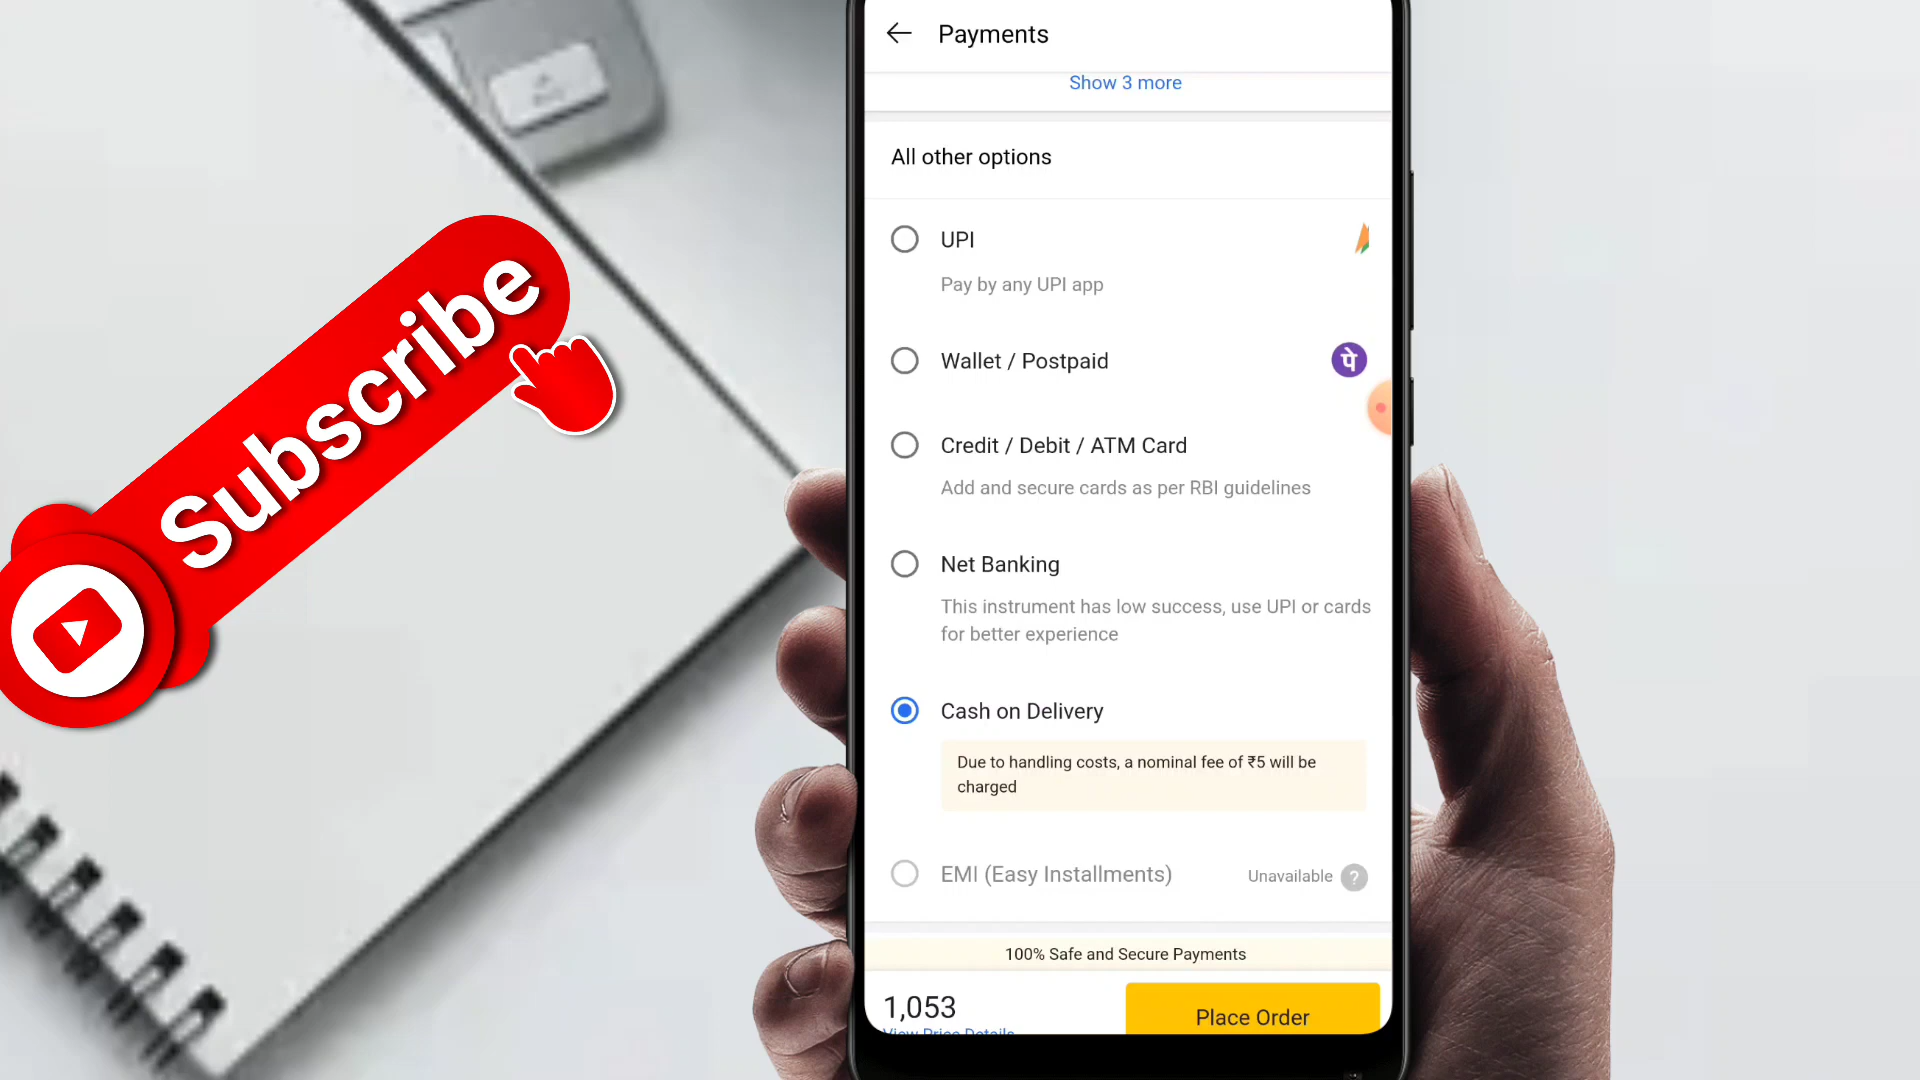 Payments
Show 3 more
All other options
UPI
Pay by any UPI app
Wallet / Postpaid
पे
Credit / Debit / ATM Card
Add and secure cards as per RBI guidelines
Net Banking
This instrument has low success, use UPI or cards
for better experience
Cash on Delivery
Due to handling costs, a nominal fee of ₹5 will be
charged
EMI (Easy Installments)
Unavailable ?
100% Safe and Secure Payments
1,053
View Price Details
Place Order
Subscribe